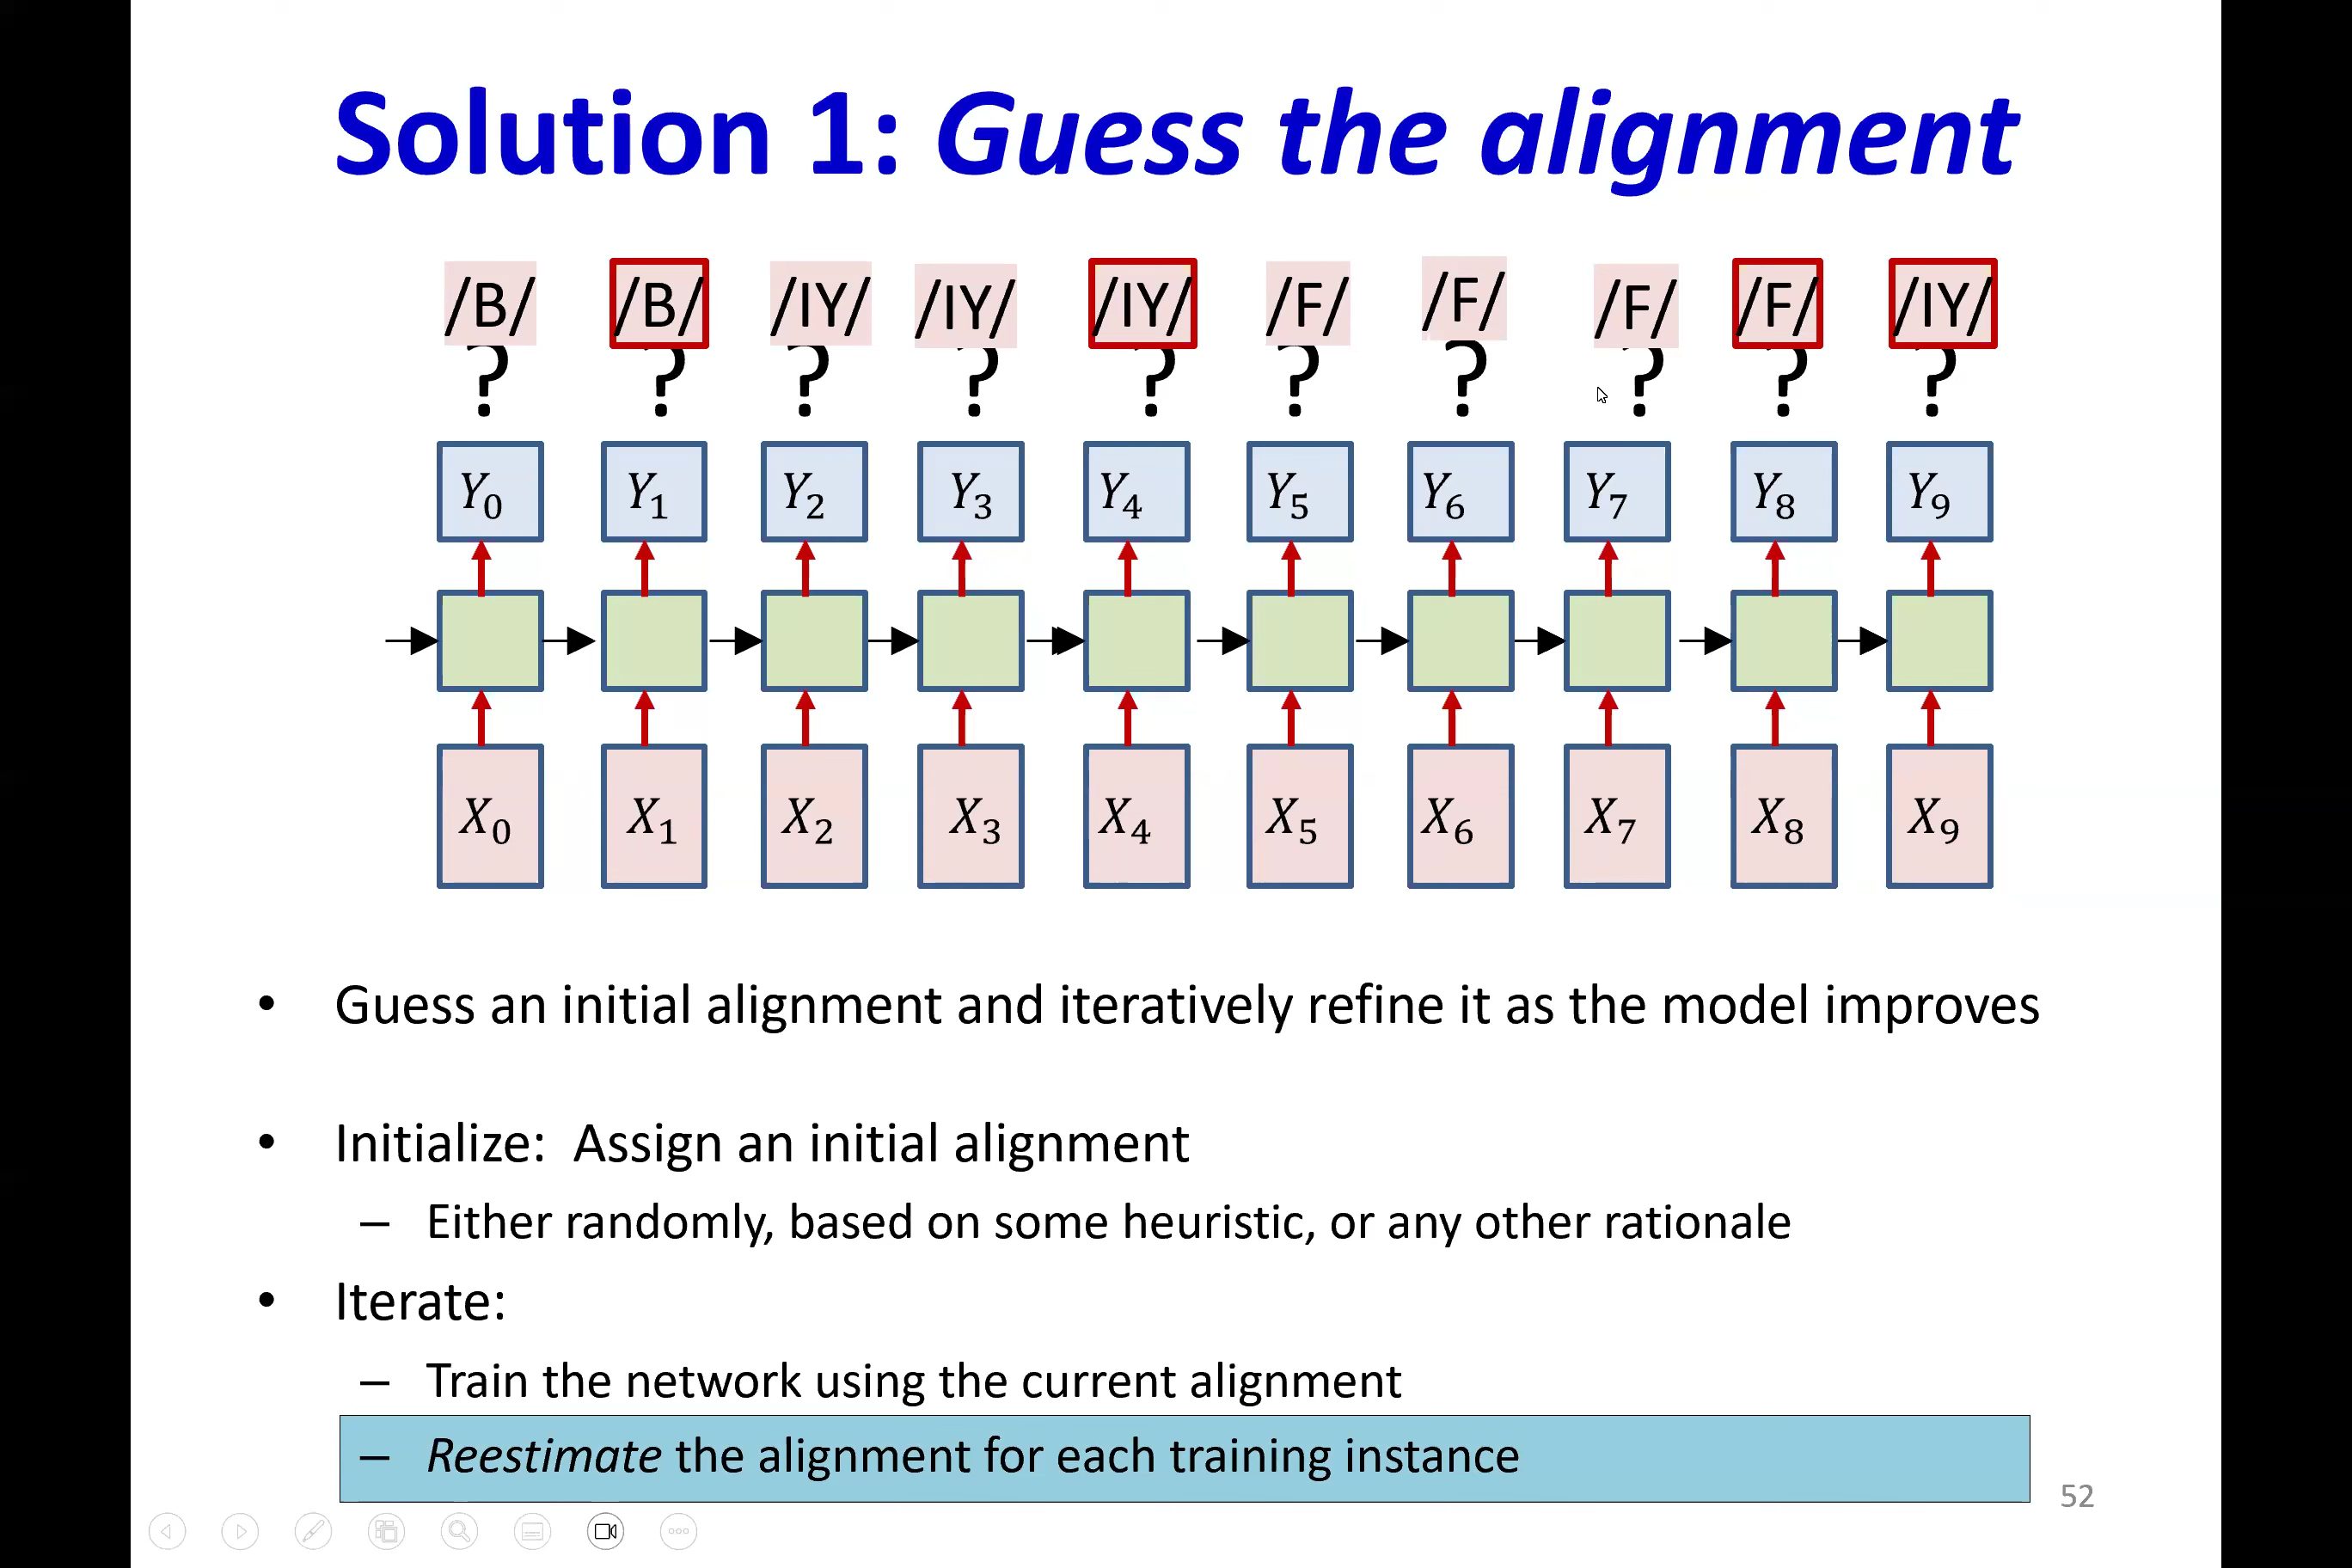 Solution 1: Guess the alignment
/B/ /B/ /IY/ /IY/ /IY/ /F/ /F/ /F/ /F/ /IY/
? ? ? ? ? ? ? ? ? ?
Y₀ Y₁ Y₂ Y₃ Y₄ Y₅ Y₆ Y₇ Y₈ Y₉
X₀ X₁ X₂ X₃ X₄ X₅ X₆ X₇ X₈ X₉
• Guess an initial alignment and iteratively refine it as the model improves
• Initialize: Assign an initial alignment
– Either randomly, based on some heuristic, or any other rationale
• Iterate:
– Train the network using the current alignment
– Reestimate the alignment for each training instance
52